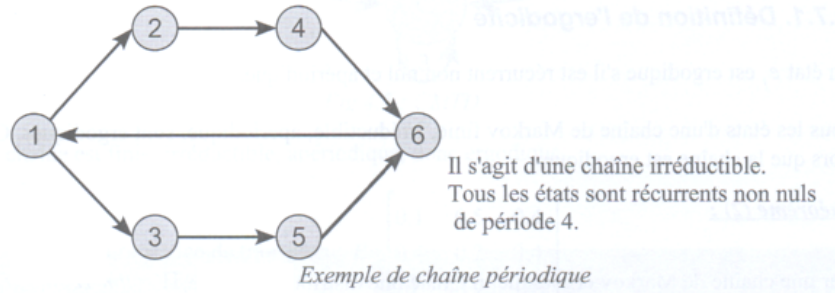 2
4
1
6
3
5
Il s'agit d'une chaîne irréductible.
Tous les états sont récurrents non nuls
de période 4.
Exemple de chaîne périodique